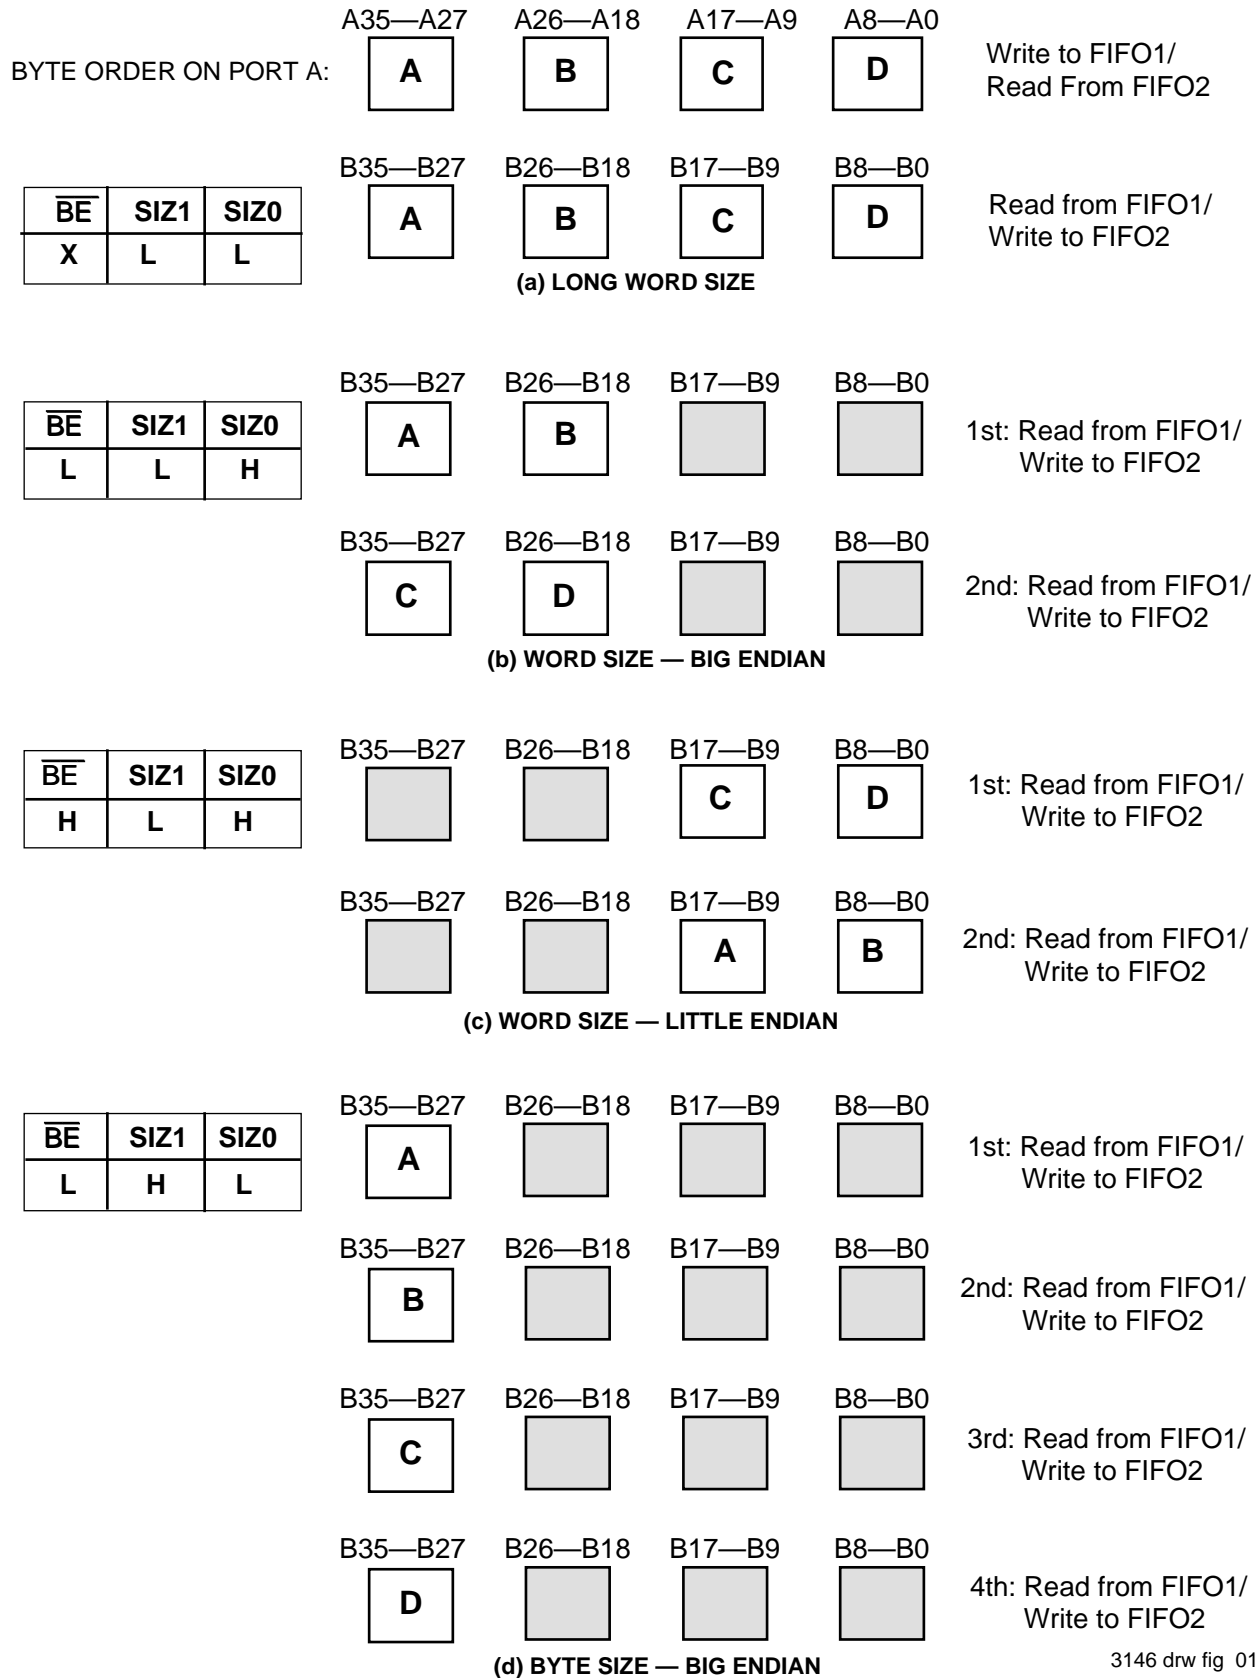 A35—A27 A26—A18 A17—A9 A8—A0
BYTE ORDER ON PORT A: A B C D Write to FIFO1/
Read From FIFO2
B35—B27 B26—B18 B17—B9 B8—B0
BE SIZ1 SIZ0 A B C D Read from FIFO1/
X L L Write to FIFO2
(a) LONG WORD SIZE
B35—B27 B26—B18 B17—B9 B8—B0
BE SIZ1 SIZ0 A B 1st: Read from FIFO1/
L L H Write to FIFO2
B35—B27 B26—B18 B17—B9 B8—B0
C D 2nd: Read from FIFO1/
Write to FIFO2
(b) WORD SIZE — BIG ENDIAN
B35—B27 B26—B18 B17—B9 B8—B0
BE SIZ1 SIZ0 C D 1st: Read from FIFO1/
H L H Write to FIFO2
B35—B27 B26—B18 B17—B9 B8—B0
A B 2nd: Read from FIFO1/
Write to FIFO2
(c) WORD SIZE — LITTLE ENDIAN
B35—B27 B26—B18 B17—B9 B8—B0
BE SIZ1 SIZ0 A 1st: Read from FIFO1/
L H L Write to FIFO2
B35—B27 B26—B18 B17—B9 B8—B0
B 2nd: Read from FIFO1/
Write to FIFO2
B35—B27 B26—B18 B17—B9 B8—B0
C 3rd: Read from FIFO1/
Write to FIFO2
B35—B27 B26—B18 B17—B9 B8—B0
D 4th: Read from FIFO1/
Write to FIFO2
(d) BYTE SIZE — BIG ENDIAN 3146 drw fig 01